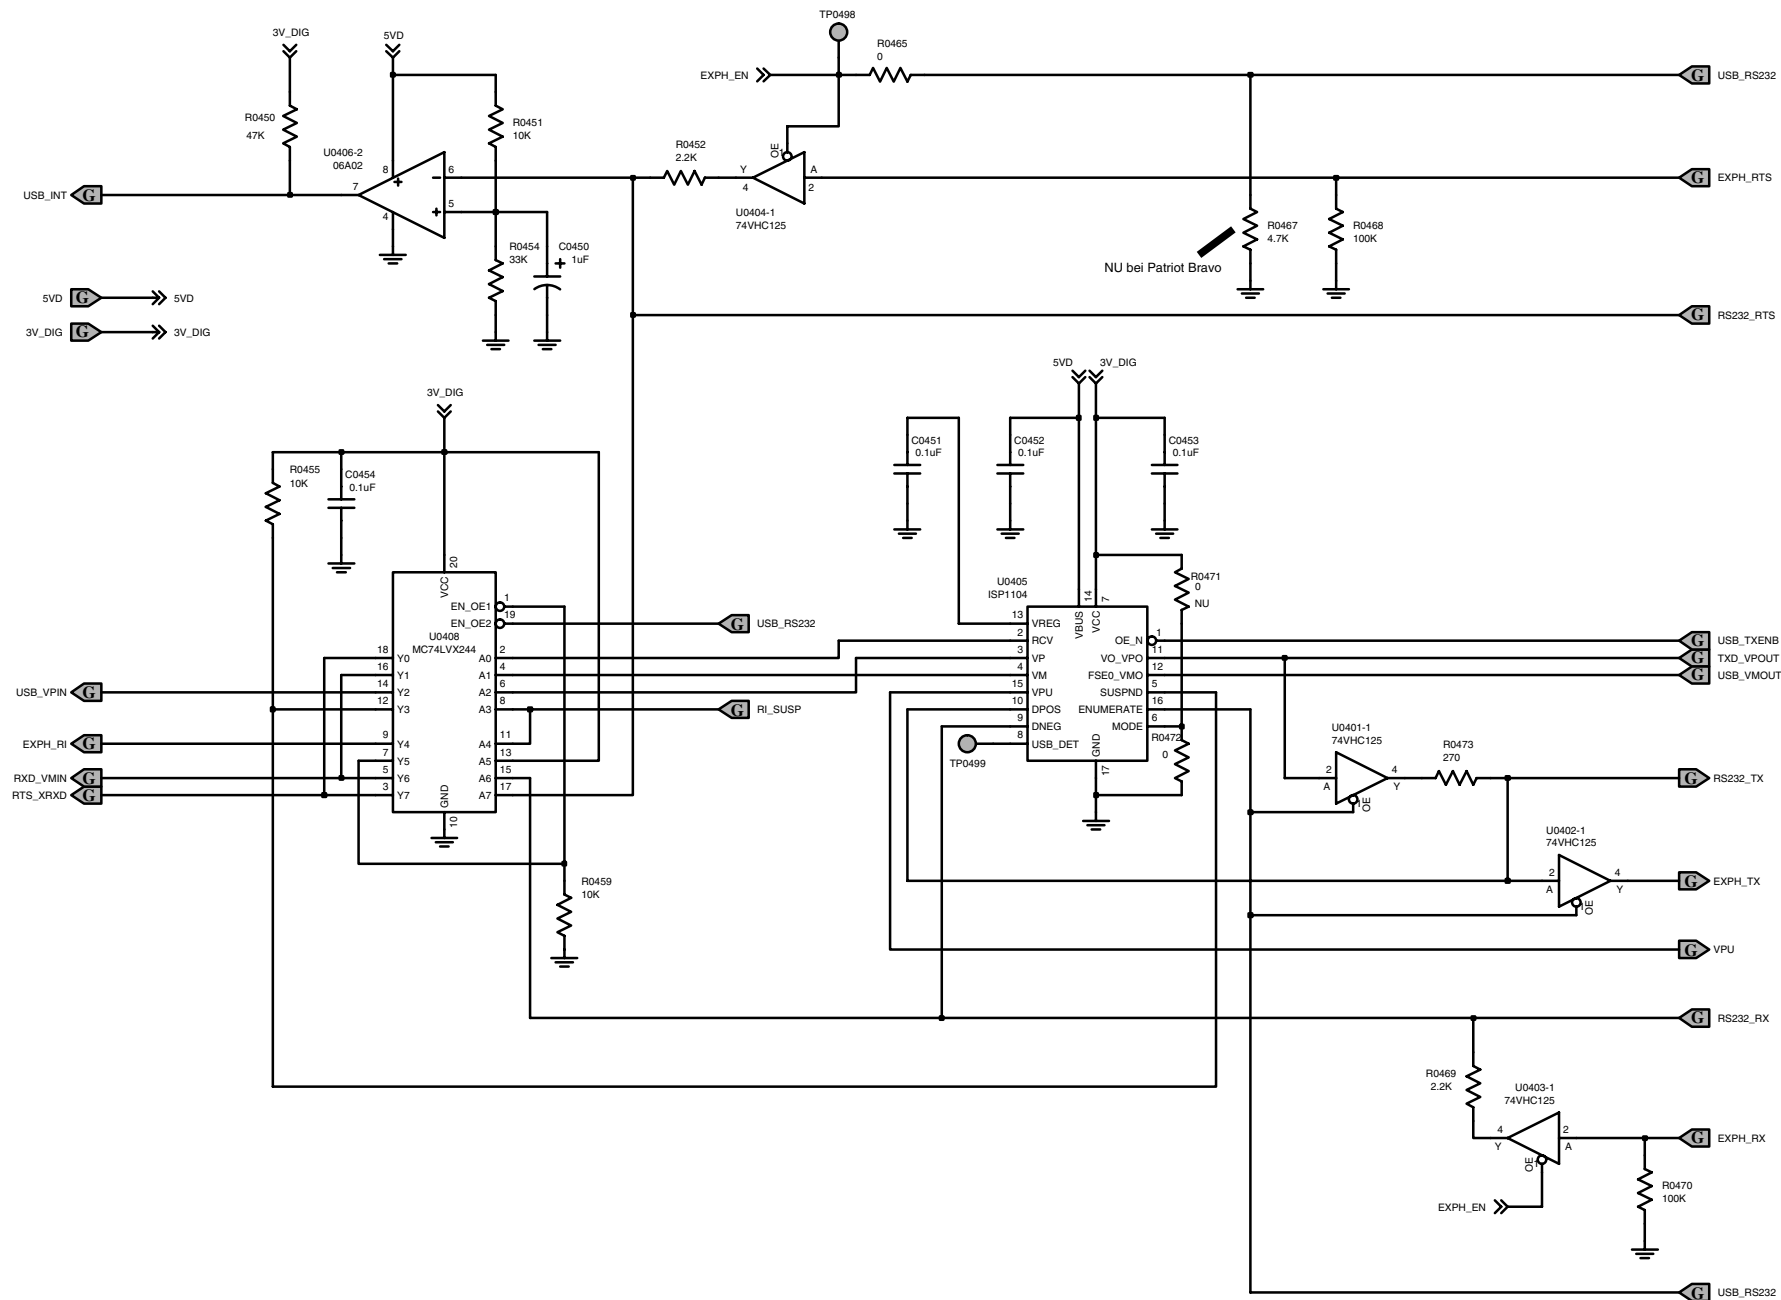 TP0498
3V_DIG
5VD
R0465
0
EXPH_EN
G USB_RS232
R0450
47K
R0451
10K
U0406-2
06A02
R0452
2.2K
OE
1
8
6
Y
A
7
4
2
USB_INT G
G EXPH_RTS
5
4
U0404-1
74VHC125
R0454
33K
C0450
1uF
R0467
4.7K
R0468
100K
NU bei Patriot Bravo
5VD G 5VD
G RS232_RTS
3V_DIG G 3V_DIG
5VD
3V_DIG
3V_DIG
C0451
0.1uF
C0452
0.1uF
C0453
0.1uF
R0455
10K
C0454
0.1uF
20
VCC
U0405
ISP1104
VBUS
14
VCC
7
R0471
0
NU
EN_OE1
1
EN_OE2
19
G USB_RS232
U0408
MC74LVX244
18 Y0
A0 2
16 Y1
A1 4
USB_VPIN G
14 Y2
A2 6
12 Y3
A3 8
G RI_SUSP
EXPH_RI G
9 Y4
A4 11
7 Y5
A5 13
RXD_VMIN G
5 Y6
A6 15
RTS_XRXD G
3 Y7
A7 17
GND
10
13 VREG
2 RCV
OE_N 1
G USB_TXENB
3 VP
VO_VPO 11
G TXD_VPOUT
4 VM
FSE0_VMO 12
G USB_VMOUT
15 VPU
SUSPND 5
10 DPOS
ENUMERATE 16
9 DNEG
MODE 6
8 USB_DET
TP0499
GND
17
R0472
0
U0401-1
74VHC125
R0473
270
2
A
4
Y
1
OE
G RS232_TX
U0402-1
74VHC125
2
A
4
Y
1
OE
G EXPH_TX
R0459
10K
G VPU
G RS232_RX
R0469
2.2K
U0403-1
74VHC125
4
Y
2
A
OE
1
G EXPH_RX
R0470
100K
EXPH_EN
G USB_RS232